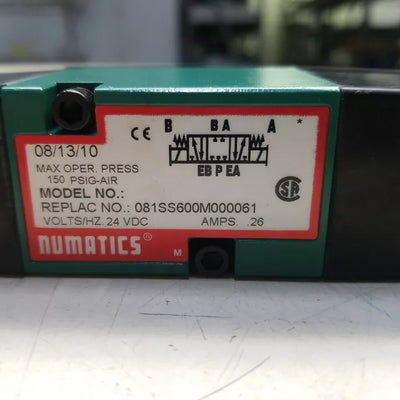 CE B B A A *
EB P EA
08/13/10
MAX OPER. PRESS
150 PSIG-AIR
MODEL NO.:
REPLAC NO.: 081SS600M000061
VOLTS/HZ. 24 VDC AMPS. .26
NUMATICS®
M